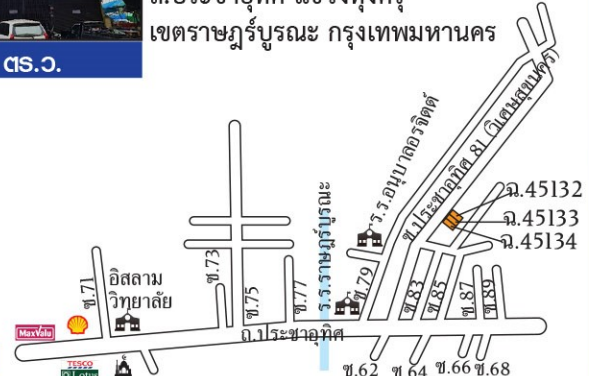 เขตราษฎร์บูรณะ กรุงเทพมหานคร
ตร.ว.
ร.ร.อนุบาลอรจิตต์
ซ.ประชาอุทิศ 81 (วิเศษสุขนคร)
ฉ.45132
ฉ.45133
ฉ.45134
ร.ร.ราษฎร์บูรณะ
อิสลาม
วิทยาลัย
ซ.71
ซ.73
ซ.75
ซ.77
ซ.79
ซ.83
ซ.85
ซ.87
ซ.89
MaxValu
ถ.ประชาอุทิศ
TESCO
Lotus
ซ.62
ซ.64
ซ.66
ซ.68